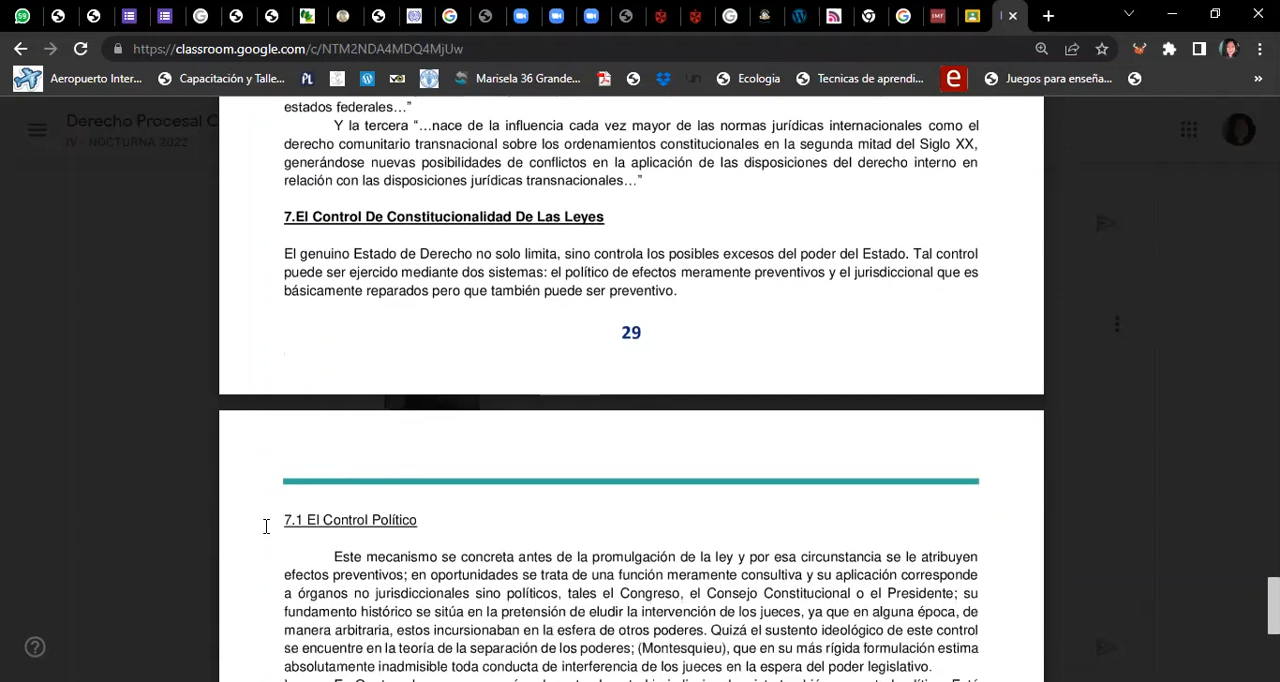 https://classroom.google.com/c/NTM2NDA4MDQ4MjUw
Aeropuerto Inter... Capacitación y Talle... PL Marisela 36 Grande... un Ecologia Tecnicas de aprendi... e Juegos para enseña... »
estados federales…”
Derecho Procesal C
IV - NOCTURNA 2022
Y la tercera “…nace de la influencia cada vez mayor de las normas jurídicas internacionales como el
derecho comunitario transnacional sobre los ordenamientos constitucionales en la segunda mitad del Siglo XX,
generándose nuevas posibilidades de conflictos en la aplicación de las disposiciones del derecho interno en
relación con las disposiciones jurídicas transnacionales…”
7.El Control De Constitucionalidad De Las Leyes
El genuino Estado de Derecho no solo limita, sino controla los posibles excesos del poder del Estado. Tal control
puede ser ejercido mediante dos sistemas: el político de efectos meramente preventivos y el jurisdiccional que es
básicamente reparados pero que también puede ser preventivo.
29
7.1 El Control Político
Este mecanismo se concreta antes de la promulgación de la ley y por esa circunstancia se le atribuyen
efectos preventivos; en oportunidades se trata de una función meramente consultiva y su aplicación corresponde
a órganos no jurisdiccionales sino políticos, tales el Congreso, el Consejo Constitucional o el Presidente; su
fundamento histórico se sitúa en la pretensión de eludir la intervención de los jueces, ya que en alguna época, de
manera arbitraria, estos incursionaban en la esfera de otros poderes. Quizá el sustento ideológico de este control
se encuentre en la teoría de la separación de los poderes; (Montesquieu), que en su más rígida formulación estima
absolutamente inadmisible toda conducta de interferencia de los jueces en la espera del poder legislativo.